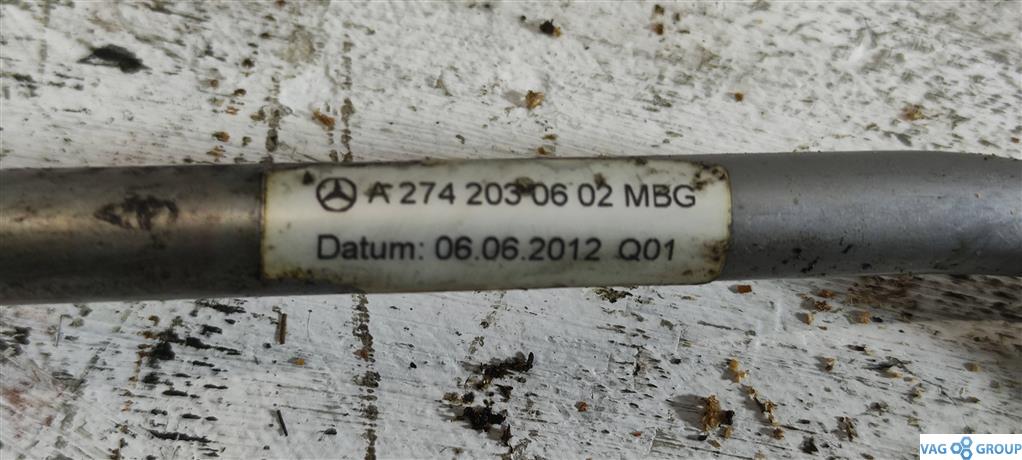 A 274 203 06 02 MBG
Datum: 06.06.2012 Q01
VAG GROUP